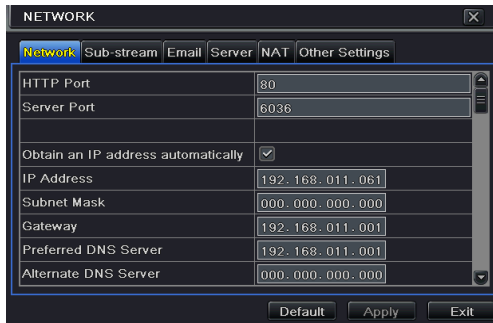 NETWORK
Network Sub-stream Email Server NAT Other Settings
HTTP Port 80
Server Port 6036
Obtain an IP address automatically
IP Address 192.168.011.061
Subnet Mask 000.000.000.000
Gateway 192.168.011.001
Preferred DNS Server 192.168.011.001
Alternate DNS Server 000.000.000.000
Default Apply Exit